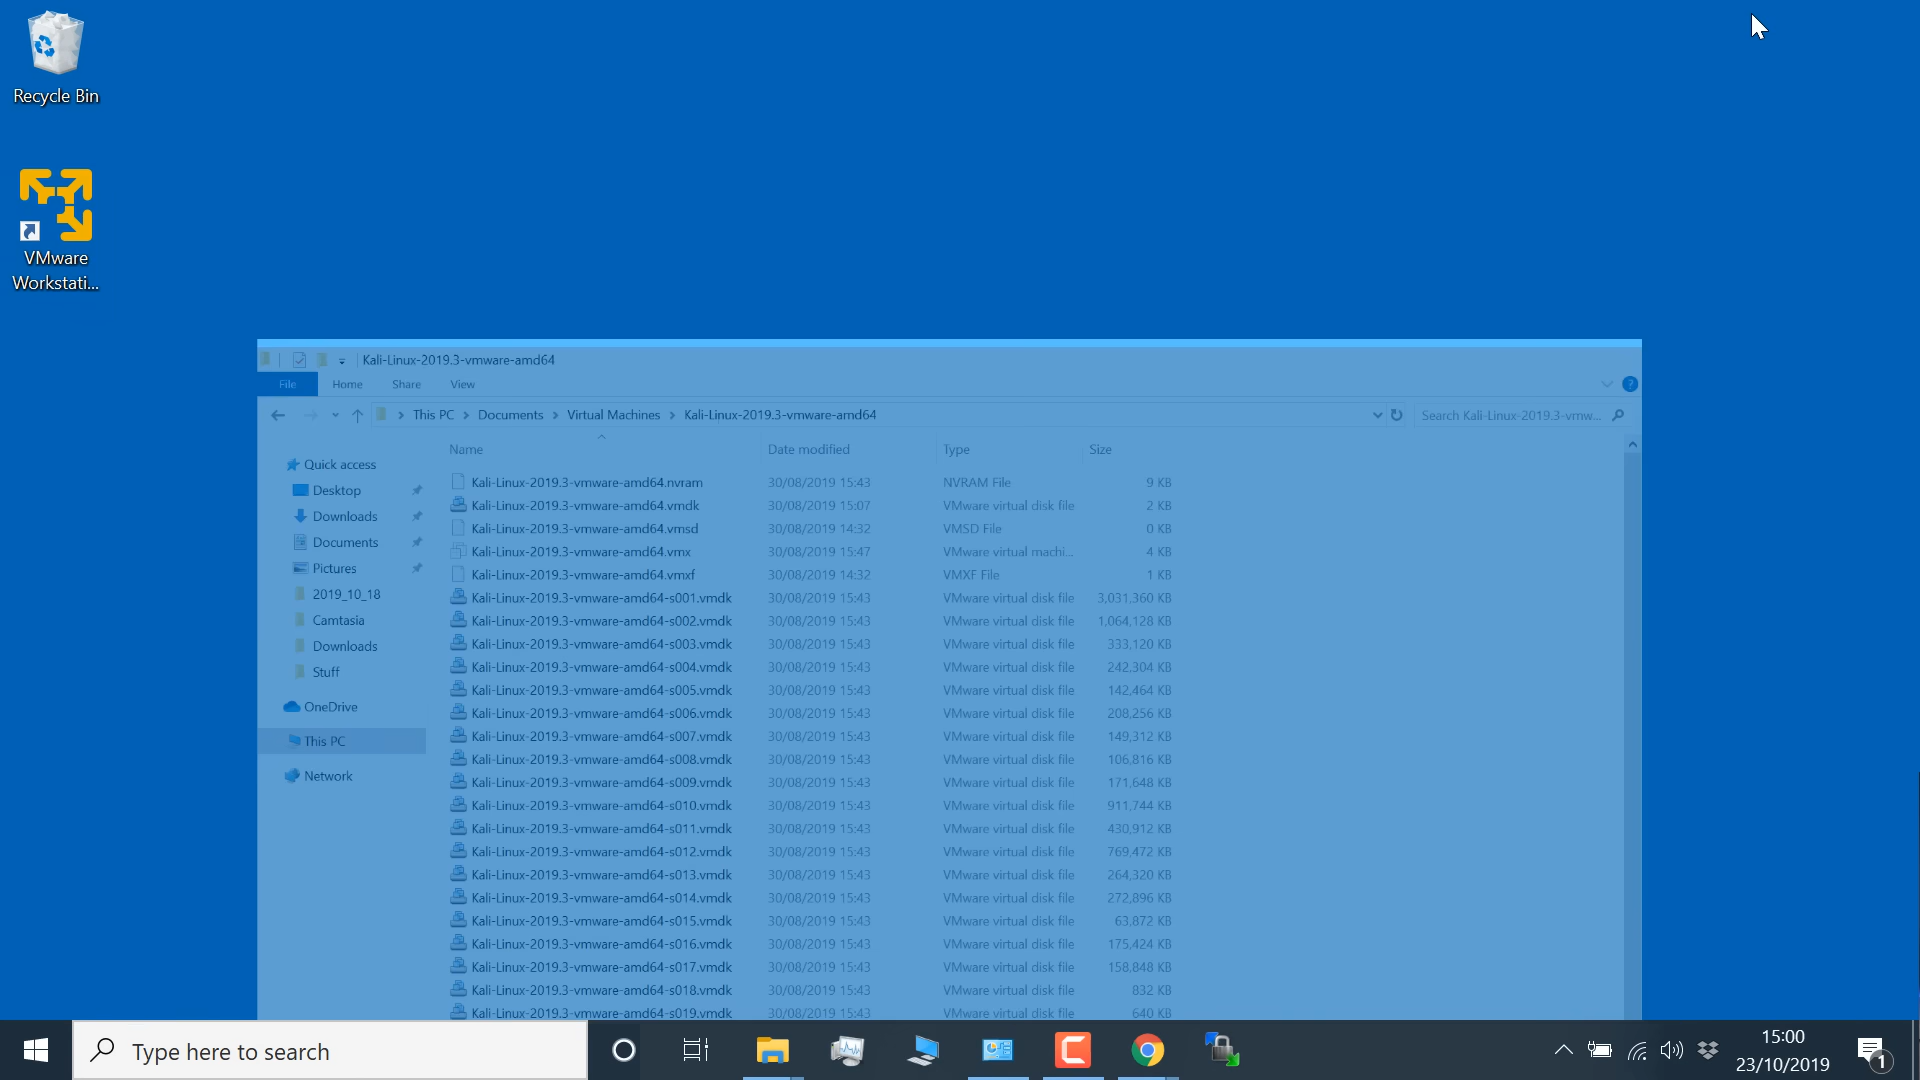 Recycle Bin
VMware
Workstati...
Kali-Linux-2019.3-vmware-amd64
File Home Share View
This PC Documents Virtual Machines Kali-Linux-2019.3-vmware-amd64 Search Kali-Linux-2019.3-vmw...
Name Date modified Type Size
Quick access
Desktop
Downloads
Documents
Pictures
2019_10_18
Camtasia
Downloads
Stuff
OneDrive
This PC
Network
Kali-Linux-2019.3-vmware-amd64.nvram 30/08/2019 15:43 NVRAM File 9 KB
Kali-Linux-2019.3-vmware-amd64.vmdk 30/08/2019 15:07 VMware virtual disk file 2 KB
Kali-Linux-2019.3-vmware-amd64.vmsd 30/08/2019 14:32 VMSD File 0 KB
Kali-Linux-2019.3-vmware-amd64.vmx 30/08/2019 15:47 VMware virtual machi... 4 KB
Kali-Linux-2019.3-vmware-amd64.vmxf 30/08/2019 14:32 VMXF File 1 KB
Kali-Linux-2019.3-vmware-amd64-s001.vmdk 30/08/2019 15:43 VMware virtual disk file 3,031,360 KB
Kali-Linux-2019.3-vmware-amd64-s002.vmdk 30/08/2019 15:43 VMware virtual disk file 1,064,128 KB
Kali-Linux-2019.3-vmware-amd64-s003.vmdk 30/08/2019 15:43 VMware virtual disk file 333,120 KB
Kali-Linux-2019.3-vmware-amd64-s004.vmdk 30/08/2019 15:43 VMware virtual disk file 242,304 KB
Kali-Linux-2019.3-vmware-amd64-s005.vmdk 30/08/2019 15:43 VMware virtual disk file 142,464 KB
Kali-Linux-2019.3-vmware-amd64-s006.vmdk 30/08/2019 15:43 VMware virtual disk file 208,256 KB
Kali-Linux-2019.3-vmware-amd64-s007.vmdk 30/08/2019 15:43 VMware virtual disk file 149,312 KB
Kali-Linux-2019.3-vmware-amd64-s008.vmdk 30/08/2019 15:43 VMware virtual disk file 106,816 KB
Kali-Linux-2019.3-vmware-amd64-s009.vmdk 30/08/2019 15:43 VMware virtual disk file 171,648 KB
Kali-Linux-2019.3-vmware-amd64-s010.vmdk 30/08/2019 15:43 VMware virtual disk file 911,744 KB
Kali-Linux-2019.3-vmware-amd64-s011.vmdk 30/08/2019 15:43 VMware virtual disk file 430,912 KB
Kali-Linux-2019.3-vmware-amd64-s012.vmdk 30/08/2019 15:43 VMware virtual disk file 769,472 KB
Kali-Linux-2019.3-vmware-amd64-s013.vmdk 30/08/2019 15:43 VMware virtual disk file 264,320 KB
Kali-Linux-2019.3-vmware-amd64-s014.vmdk 30/08/2019 15:43 VMware virtual disk file 272,896 KB
Kali-Linux-2019.3-vmware-amd64-s015.vmdk 30/08/2019 15:43 VMware virtual disk file 63,872 KB
Kali-Linux-2019.3-vmware-amd64-s016.vmdk 30/08/2019 15:43 VMware virtual disk file 175,424 KB
Kali-Linux-2019.3-vmware-amd64-s017.vmdk 30/08/2019 15:43 VMware virtual disk file 158,848 KB
Kali-Linux-2019.3-vmware-amd64-s018.vmdk 30/08/2019 15:43 VMware virtual disk file 832 KB
Kali-Linux-2019.3-vmware-amd64-s019.vmdk 30/08/2019 15:43 VMware virtual disk file 640 KB
Type here to search
15:00
23/10/2019
1